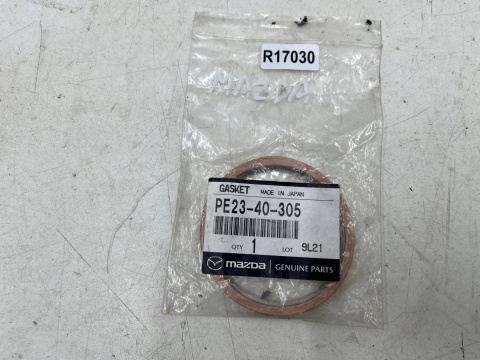 R17030
MAZDA
GASKET MADE IN JAPAN
PE23-40-305
QTY 1 LOT 9L21
mazda GENUINE PARTS